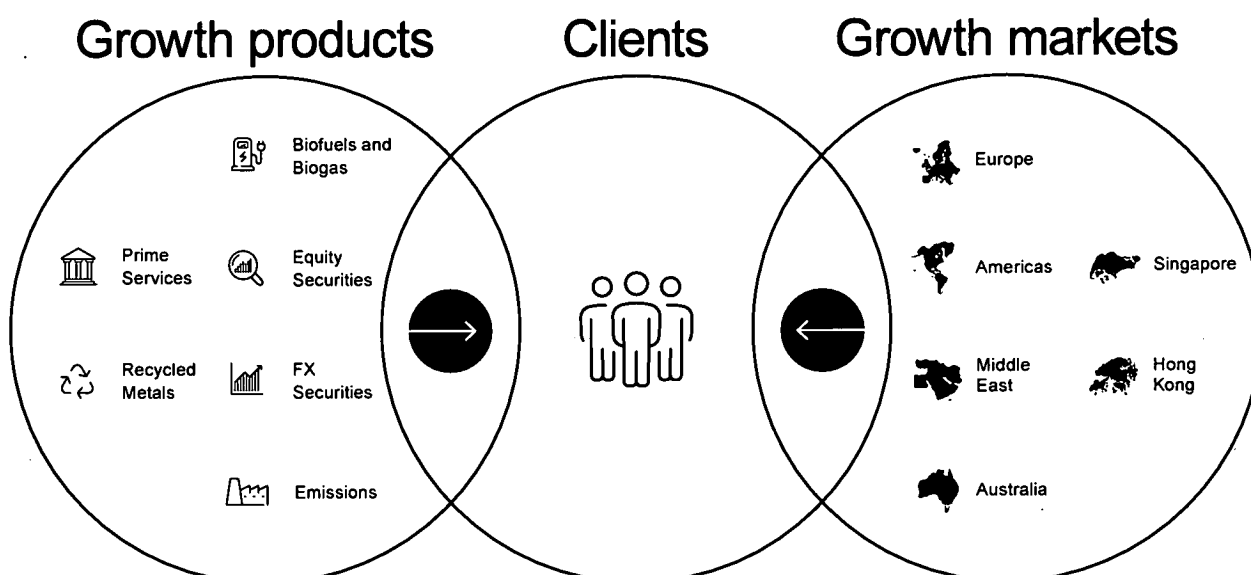 Growth products
Clients
Growth markets
Biofuels and
Biogas
Prime
Services
Equity
Securities
Recycled
Metals
FX
Securities
Emissions
Europe
Americas
Singapore
Middle
East
Hong
Kong
Australia